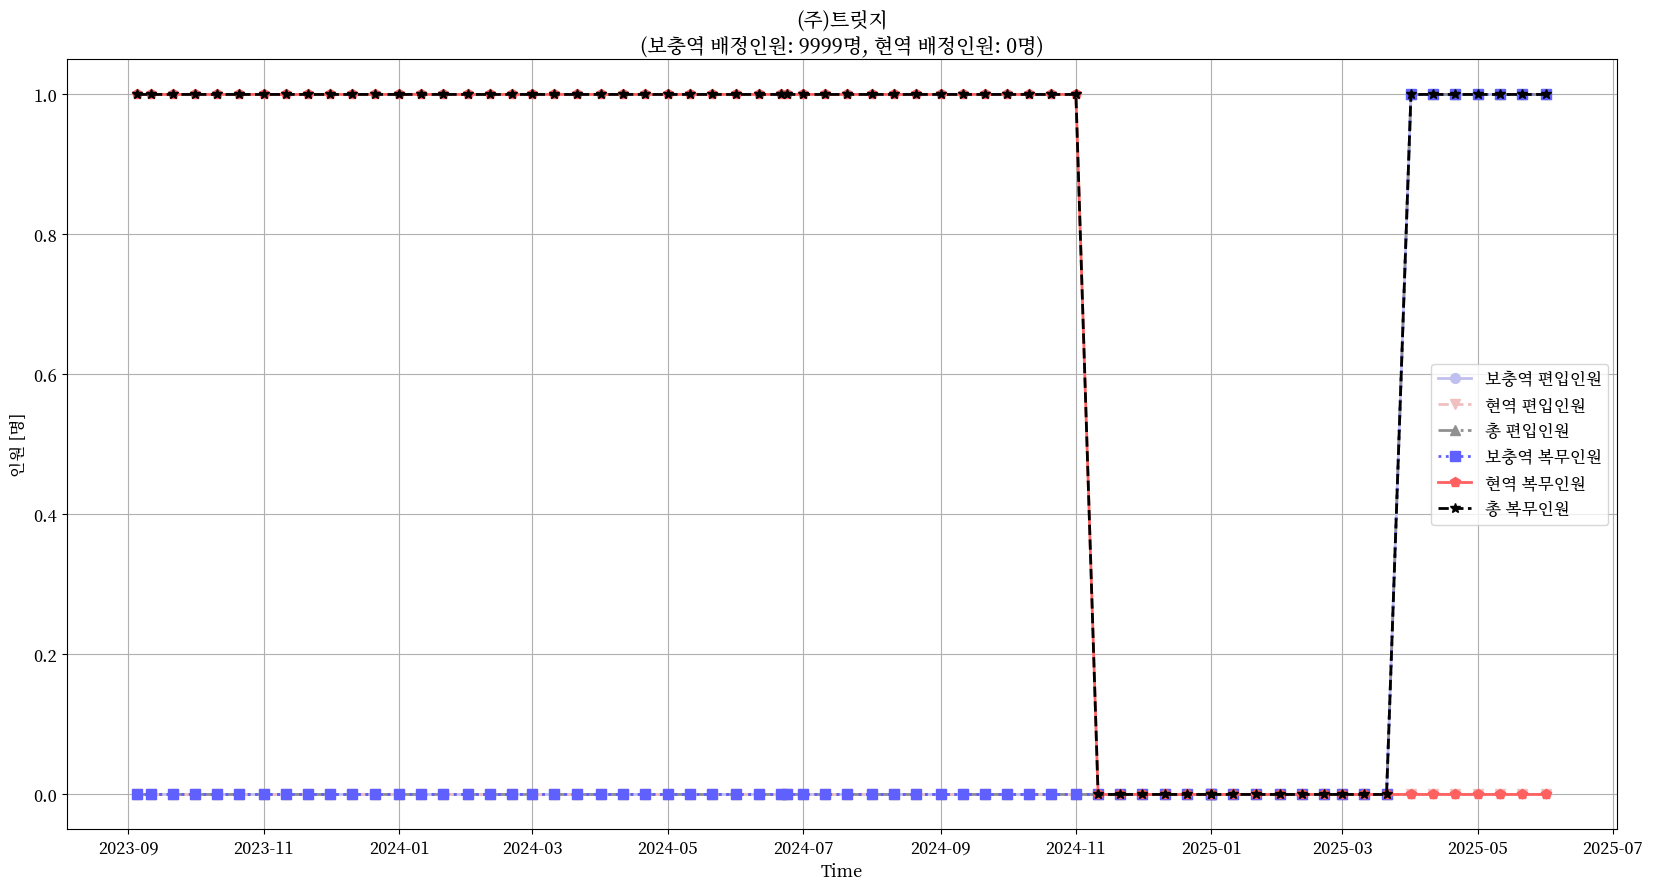 (주)트릿지
(보충역 배정인원: 9999명, 현역 배정인원: 0명)
인원 [명]
1.0
0.8
0.6
0.4
0.2
0.0
보충역 편입인원
현역 편입인원
총 편입인원
보충역 복무인원
현역 복무인원
총 복무인원
2023-09 2023-11 2024-01 2024-03 2024-05 2024-07 2024-09 2024-11 2025-01 2025-03 2025-05 2025-07
Time